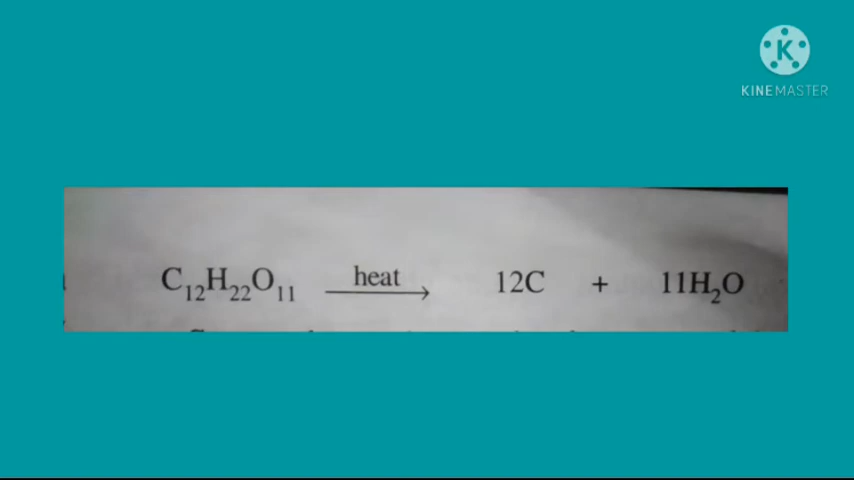 K
KINEMASTER
C₁₂H₂₂O₁₁ heat → 12C + 11H₂O